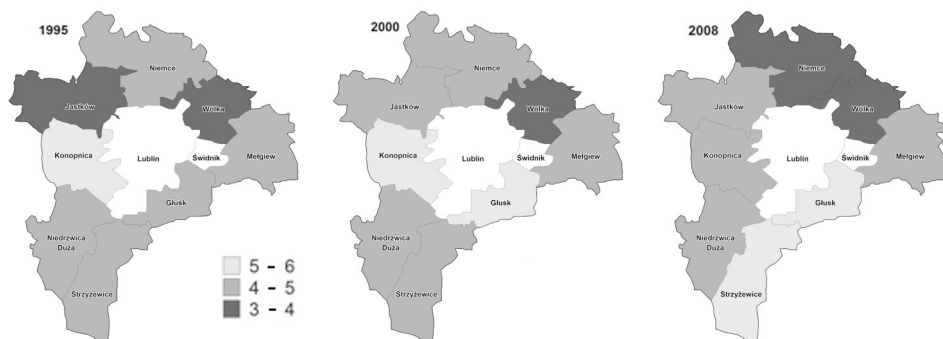 1995
Niemce
Jastków
Wólka
Konopnica
Lublin
Świdnik
Mełgiew
Głusk
Niedrzwica
Duża
Strzyżewice
5 - 6
4 - 5
3 - 4
2000
Niemce
Jastków
Wólka
Konopnica
Lublin
Świdnik
Mełgiew
Głusk
Niedrzwica
Duża
Strzyżewice
2008
Niemce
Jastków
Wólka
Konopnica
Lublin
Świdnik
Mełgiew
Głusk
Niedrzwica
Duża
Strzyżewice